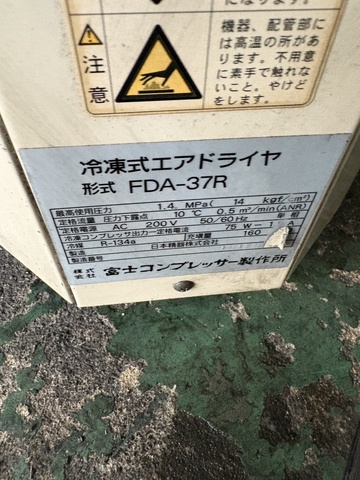 になります。
注意
機器、配管部に
は高温の所があ
ります。不用意
に素手で触れな
いこと。やけど
をします。
冷凍式エアドライヤ
形式 FDA-37R
最高使用圧力 1.4 MPa( 14 kgf/cm²)
定格流量 圧力下露点 10 ℃ 0.5 m³/min(ANR)
定格電源 AC 200 V 50/60 Hz 単相
冷凍コンプレッサ出力-定格電流 75 W- 1 A
冷媒 R-134a 充填量 160
製造 日本精器株式会社
製造番号
株式会社 富士コンプレッサー製作所